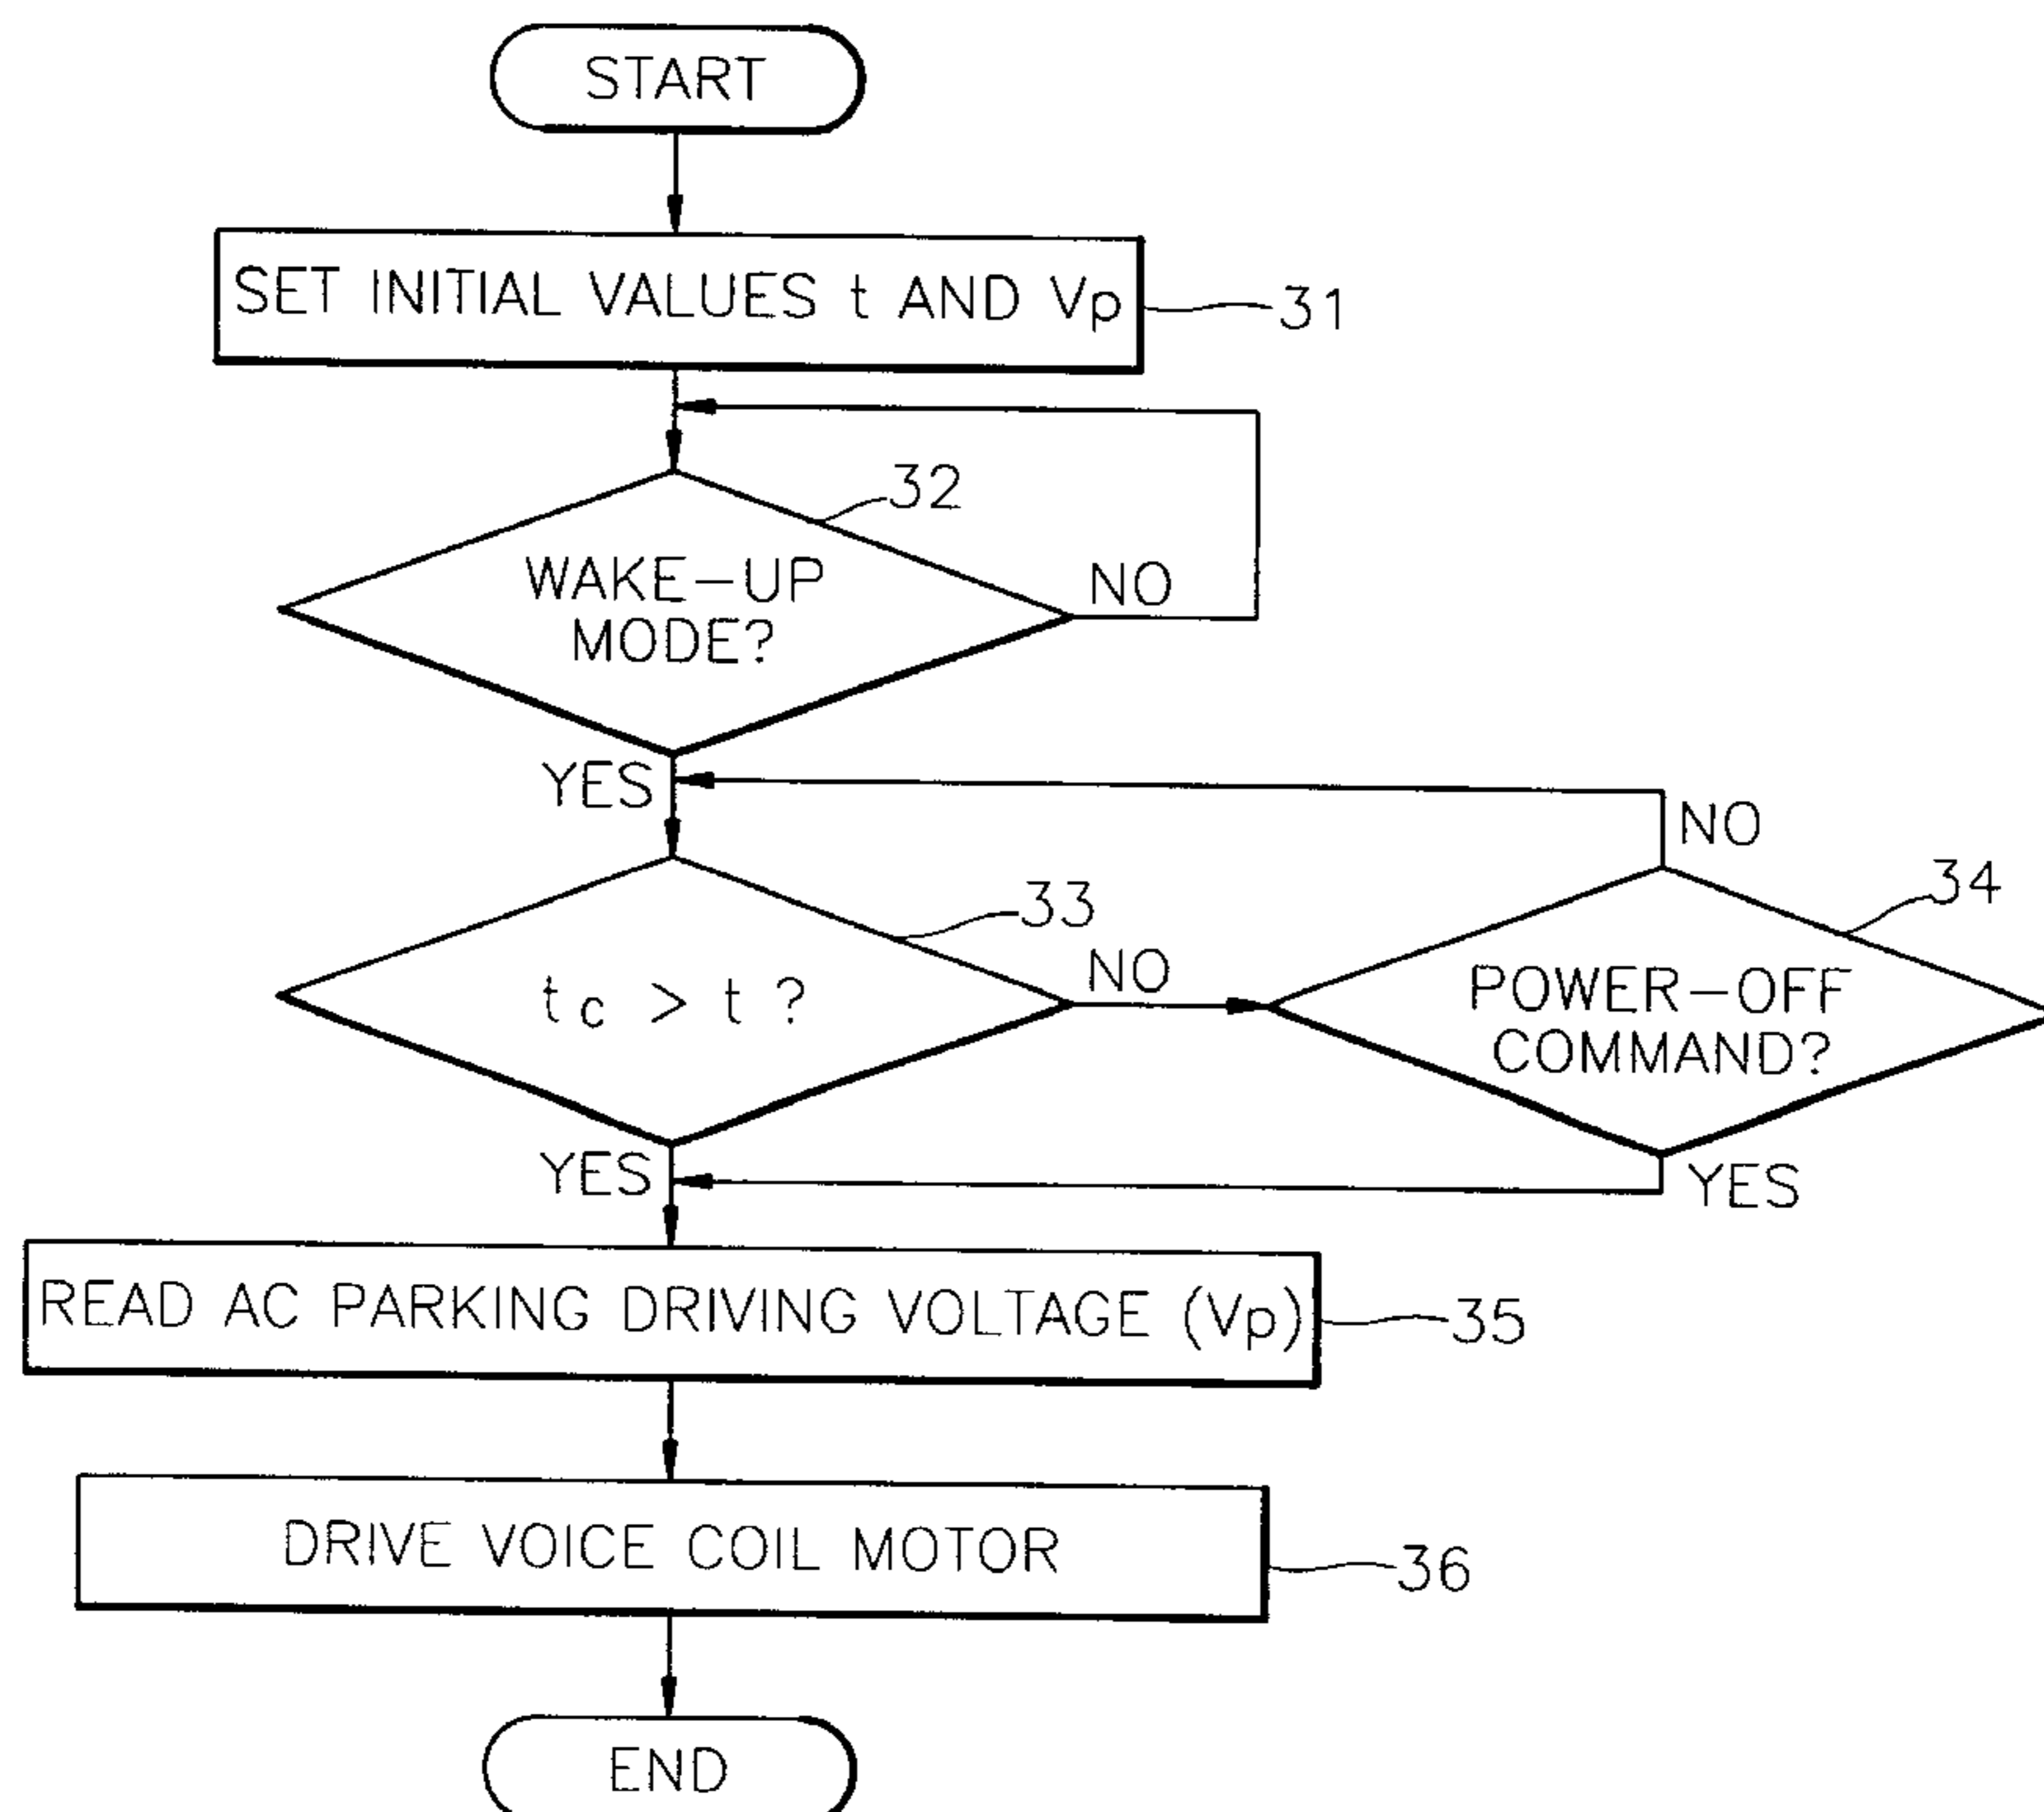 START
SET INITIAL VALUES t AND Vp
31
32
WAKE-UP
MODE?
NO
YES
NO
33
34
tc > t ?
NO
POWER-OFF
COMMAND?
YES
YES
READ AC PARKING DRIVING VOLTAGE (Vp)
35
DRIVE VOICE COIL MOTOR
36
END